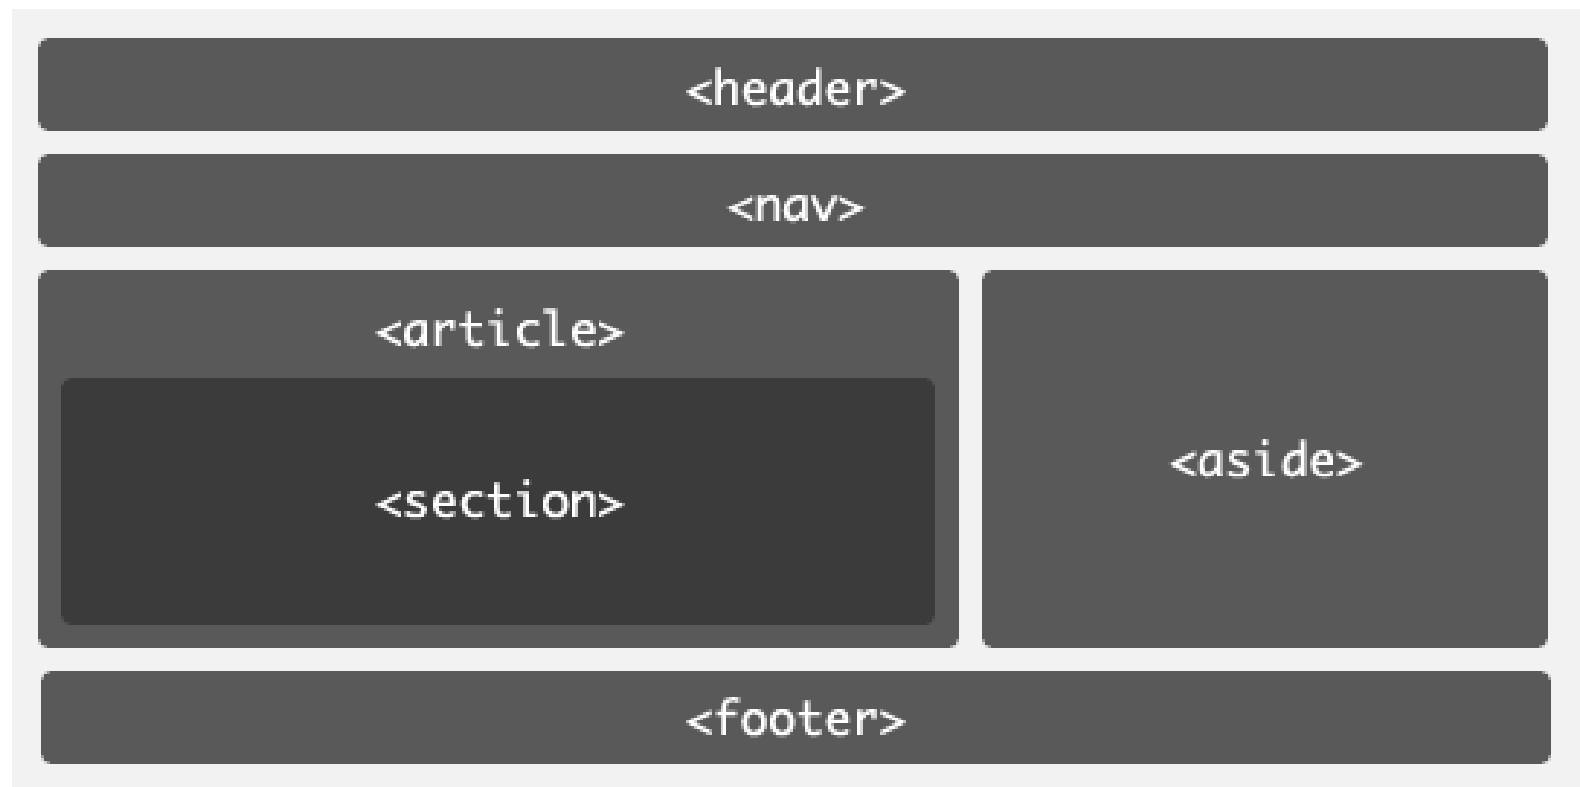 <header>
<nav>
<article>
<section>
<aside>
<footer>